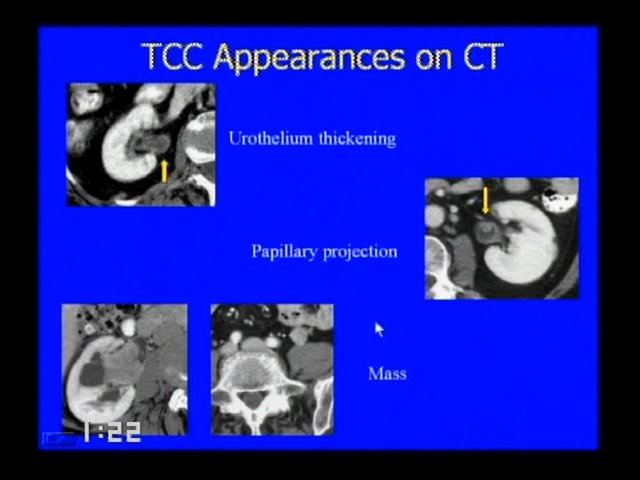 TCC Appearances on CT
Urothelium thickening
Papillary projection
Mass
1:22